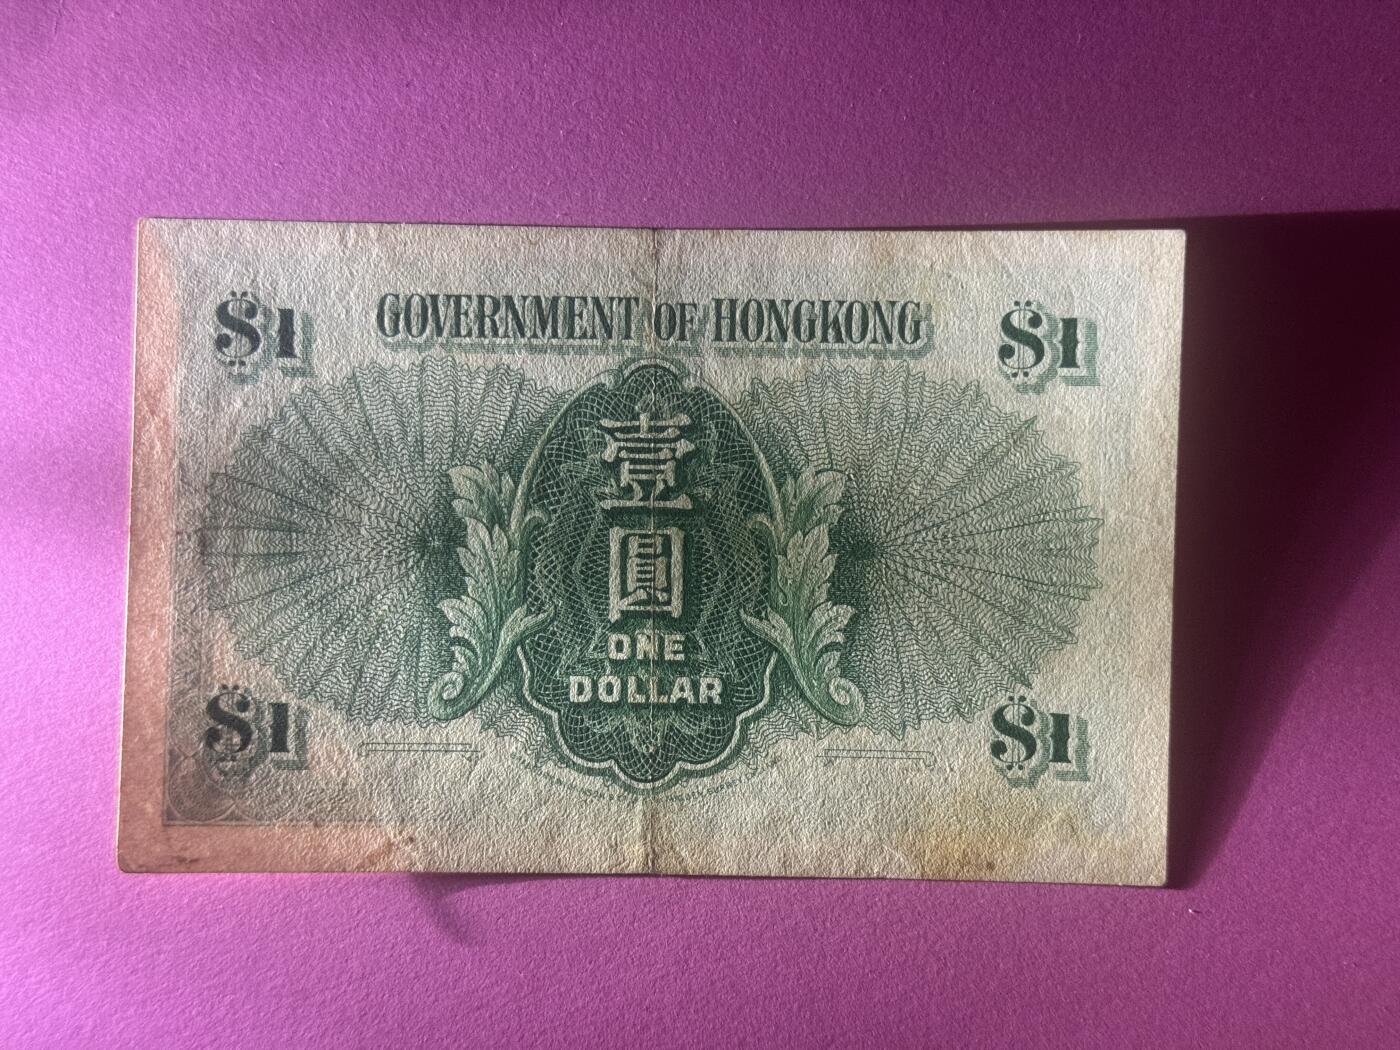 $1 GOVERNMENT OF HONGKONG $1
壹
圓
ONE
DOLLAR
$1 $1